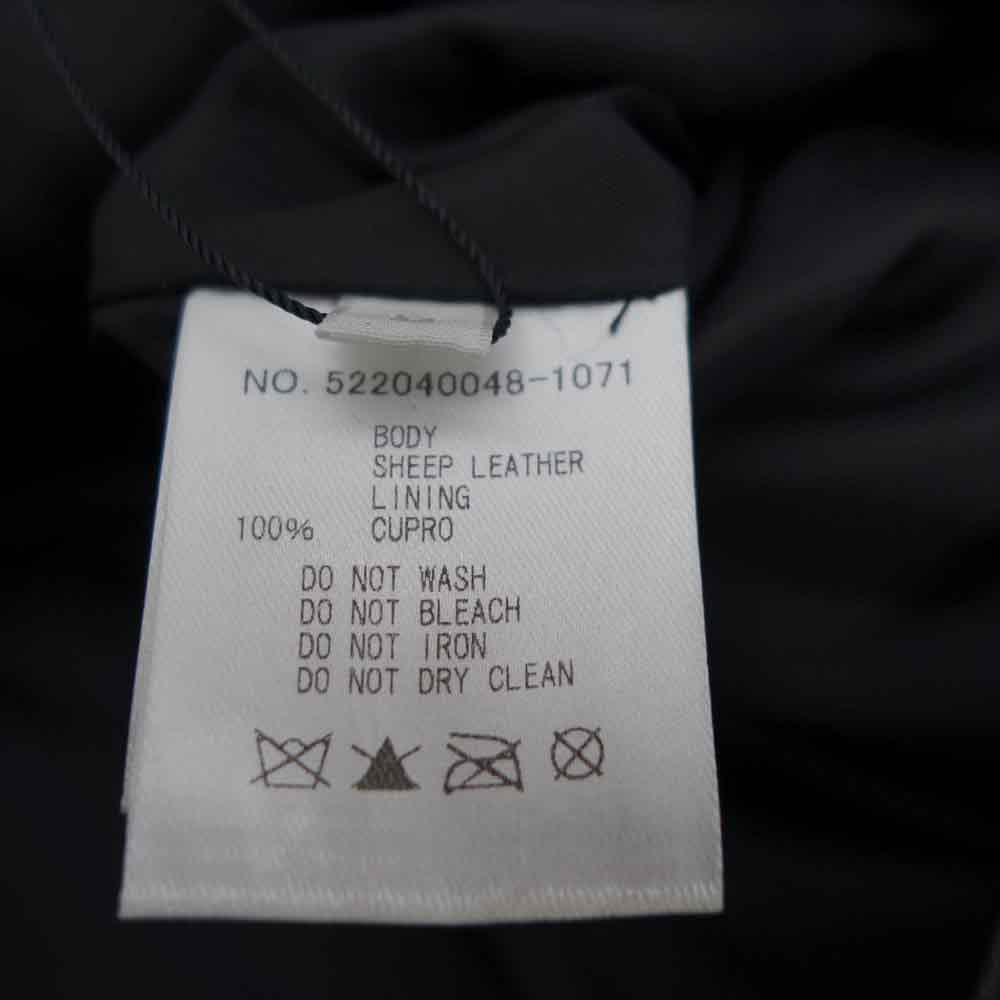 NO. 522040048-1071
BODY
SHEEP LEATHER
LINING
100% CUPRO
DO NOT WASH
DO NOT BLEACH
DO NOT IRON
DO NOT DRY CLEAN